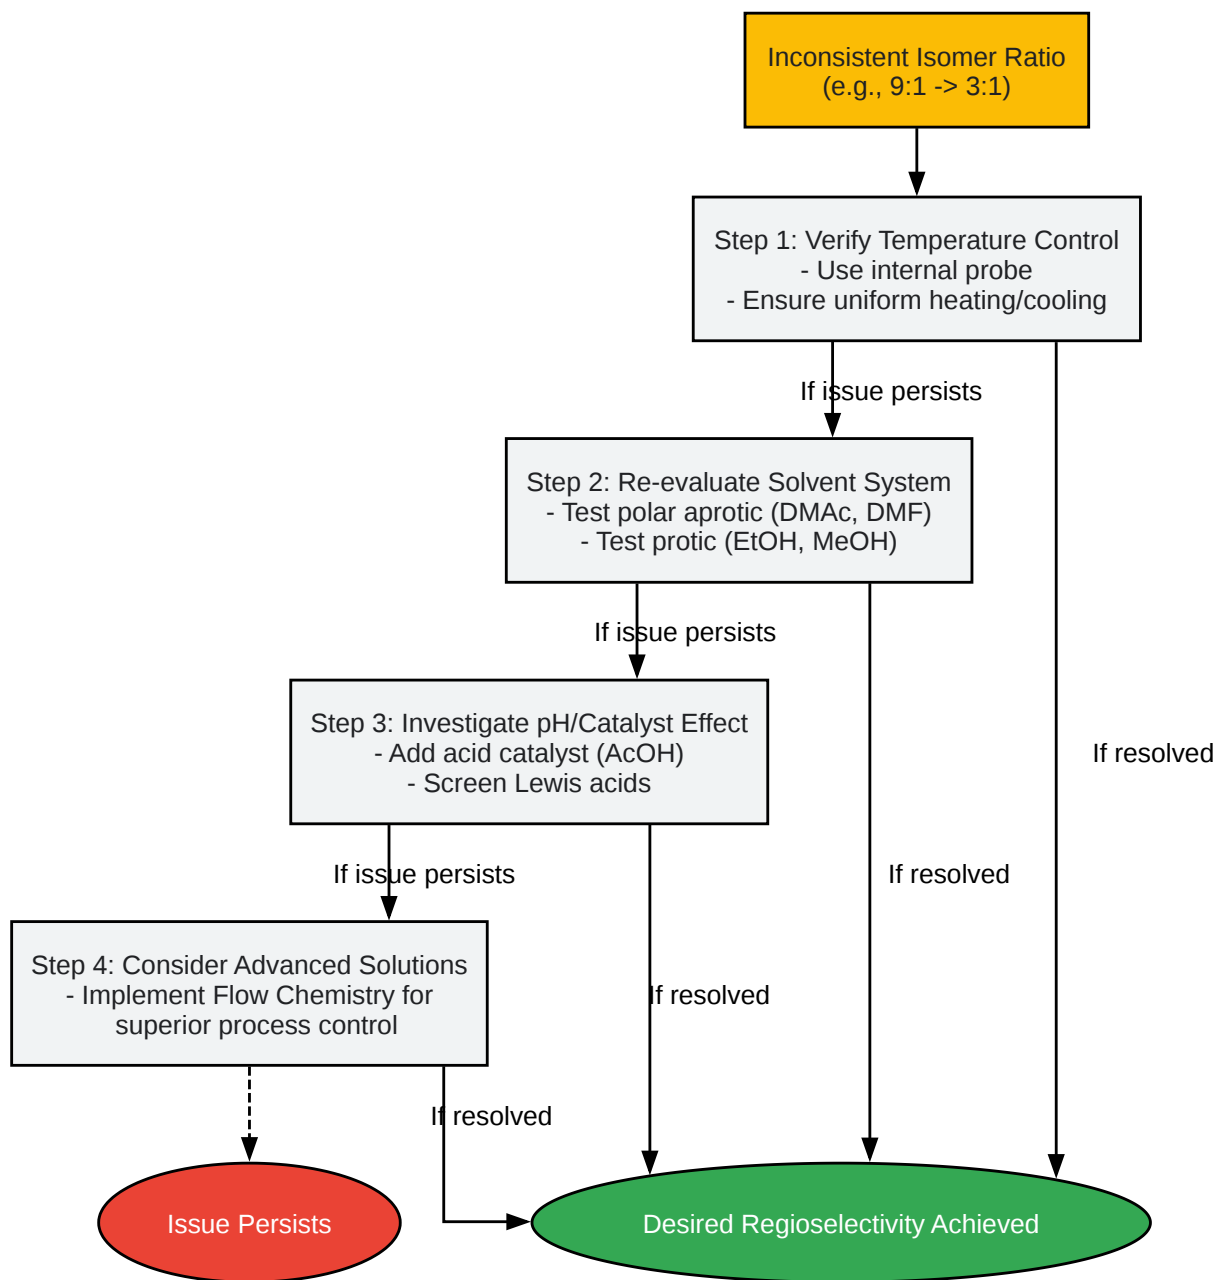 Inconsistent Isomer Ratio
(e.g., 9:1 -> 3:1)
Step 1: Verify Temperature Control
- Use internal probe
- Ensure uniform heating/cooling
If issue persists
Step 2: Re-evaluate Solvent System
- Test polar aprotic (DMAc, DMF)
- Test protic (EtOH, MeOH)
If issue persists
Step 3: Investigate pH/Catalyst Effect
- Add acid catalyst (AcOH)
- Screen Lewis acids
If resolved
If issue persists
If resolved
Step 4: Consider Advanced Solutions
- Implement Flow Chemistry for
superior process control
If resolved
If resolved
Issue Persists
Desired Regioselectivity Achieved